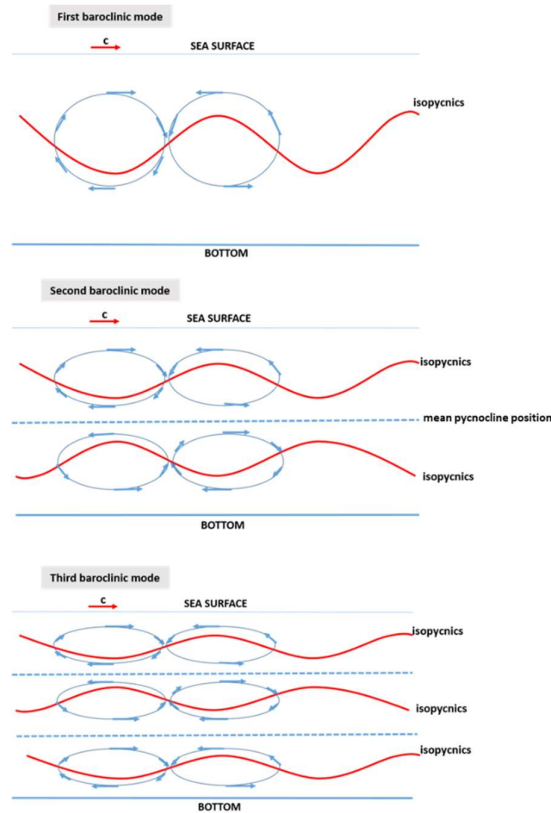 First baroclinic mode
c
SEA SURFACE
isopycnics
BOTTOM
Second baroclinic mode
c
SEA SURFACE
isopycnics
mean pycnocline position
isopycnics
BOTTOM
Third baroclinic mode
c
SEA SURFACE
isopycnics
isopycnics
isopycnics
BOTTOM